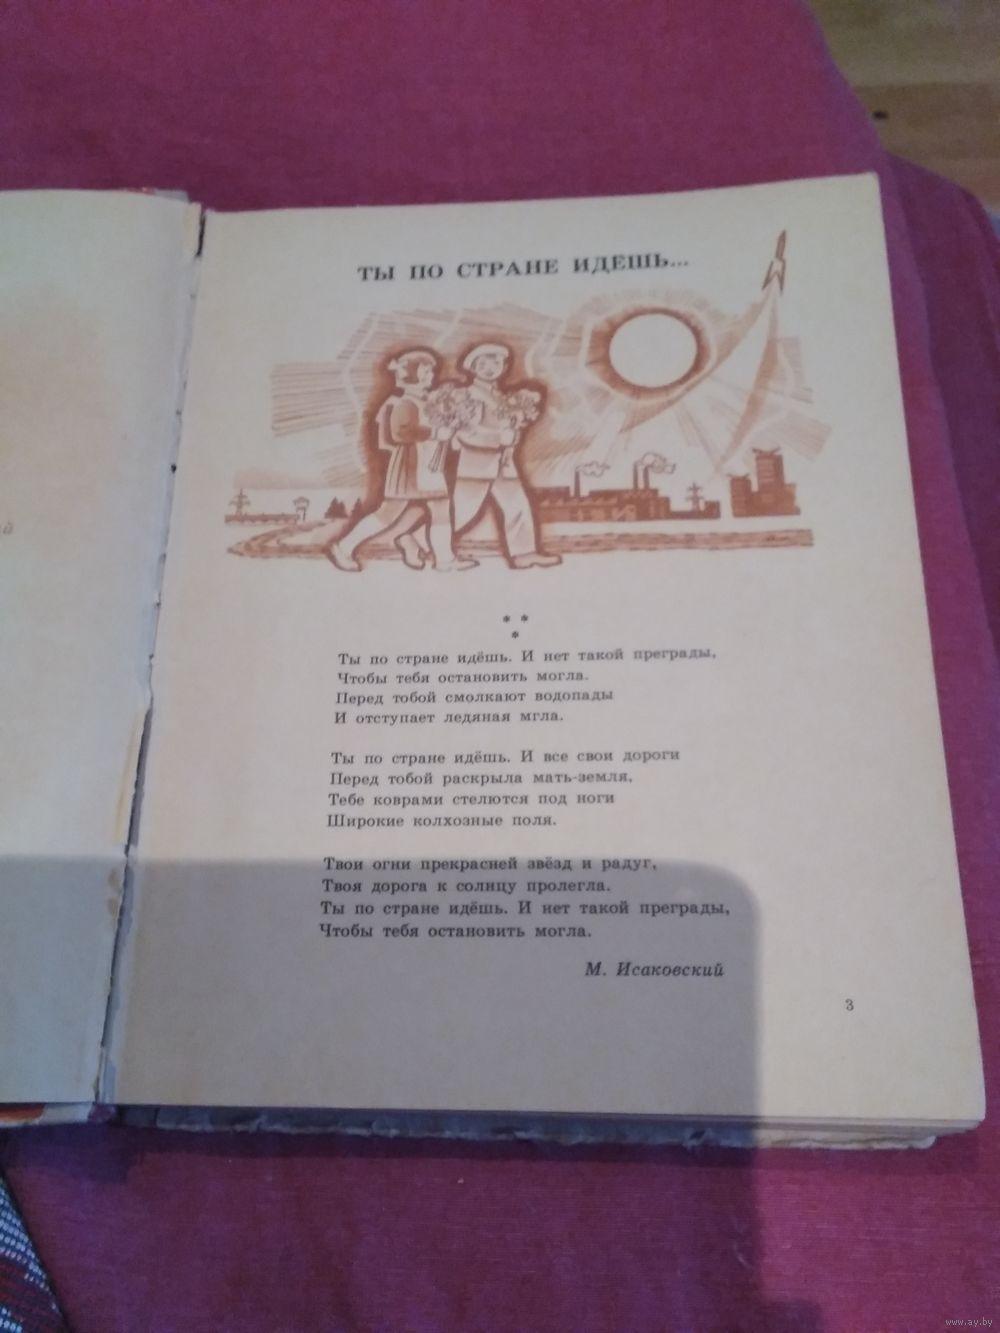 ТЫ ПО СТРАНЕ ИДЕШЬ...
* *
*
Ты по стране идёшь. И нет такой преграды,
Чтобы тебя остановить могла.
Перед тобой смолкают водопады
И отступает ледяная мгла.
Ты по стране идёшь. И все свои дороги
Перед тобой раскрыла мать-земля,
Тебе коврами стелются под ноги
Широкие колхозные поля.
Твои огни прекрасней звёзд и радуг,
Твоя дорога к солнцу пролегла.
Ты по стране идёшь. И нет такой преграды,
Чтобы тебя остановить могла.
М. Исаковский
3
www.ay.by